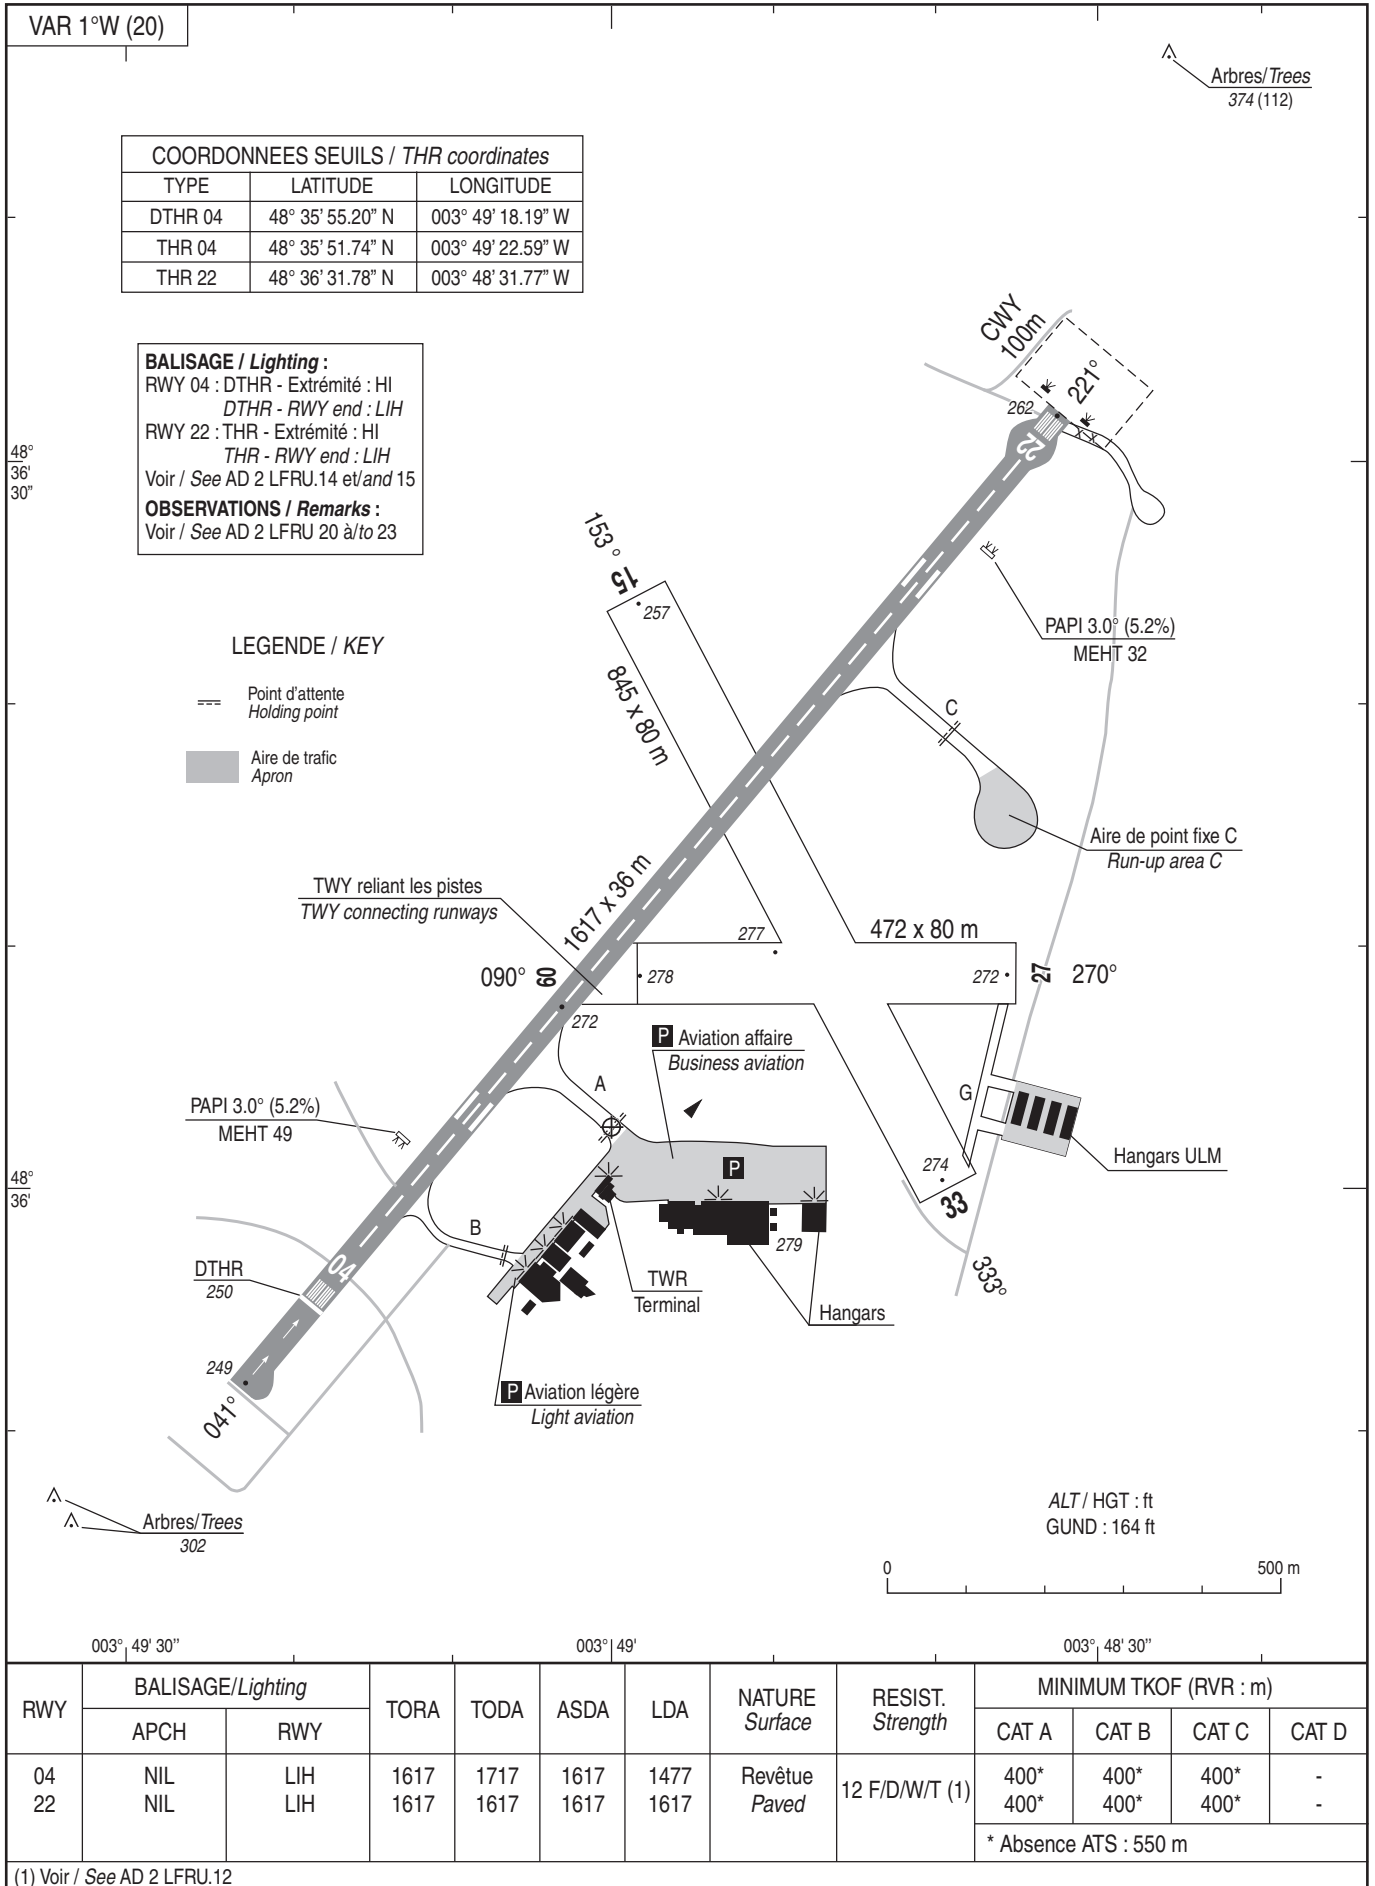 VAR 1°W (20)
Arbres/Trees
374 (112)
COORDONNEES SEUILS / THR coordinates
TYPE LATITUDE LONGITUDE
DTHR 04 48° 35' 55.20" N 003° 49' 18.19" W
THR 04 48° 35' 51.74" N 003° 49' 22.59" W
THR 22 48° 36' 31.78" N 003° 48' 31.77" W
BALISAGE / Lighting :
RWY 04 : DTHR - Extrémité : HI
DTHR - RWY end : LIH
RWY 22 : THR - Extrémité : HI
THR - RWY end : LIH
Voir / See AD 2 LFRU.14 et/and 15
OBSERVATIONS / Remarks :
Voir / See AD 2 LFRU 20 à/to 23
CWY
100m
221°
262
22
48°
36'
30"
153 °
15
257
PAPI 3.0° (5.2%)
MEHT 32
LEGENDE / KEY
Point d'attente
Holding point
Aire de trafic
Apron
845 x 80 m
C
Aire de point fixe C
Run-up area C
TWY reliant les pistes
TWY connecting runways
1617 x 36 m
277
472 x 80 m
090°
09
278
272
27
270°
272
P Aviation affaire
Business aviation
A
G
PAPI 3.0° (5.2%)
MEHT 49
Hangars ULM
P
274
33
48°
36'
B
279
333°
DTHR
250
04
TWR
Terminal
Hangars
249
041°
P Aviation légère
Light aviation
Arbres/Trees
302
ALT / HGT : ft
GUND : 164 ft
0 500 m
003° 49' 30'' 003° 49' 003° 48' 30''
RWY BALISAGE/Lighting TORA TODA ASDA LDA NATURE RESIST. MINIMUM TKOF (RVR : m)
Surface Strength
APCH RWY CAT A CAT B CAT C CAT D
04 NIL LIH 1617 1717 1617 1477 Revêtue 12 F/D/W/T (1) 400* 400* 400* -
22 NIL LIH 1617 1617 1617 1617 Paved 400* 400* 400* -
* Absence ATS : 550 m
(1) Voir / See AD 2 LFRU.12